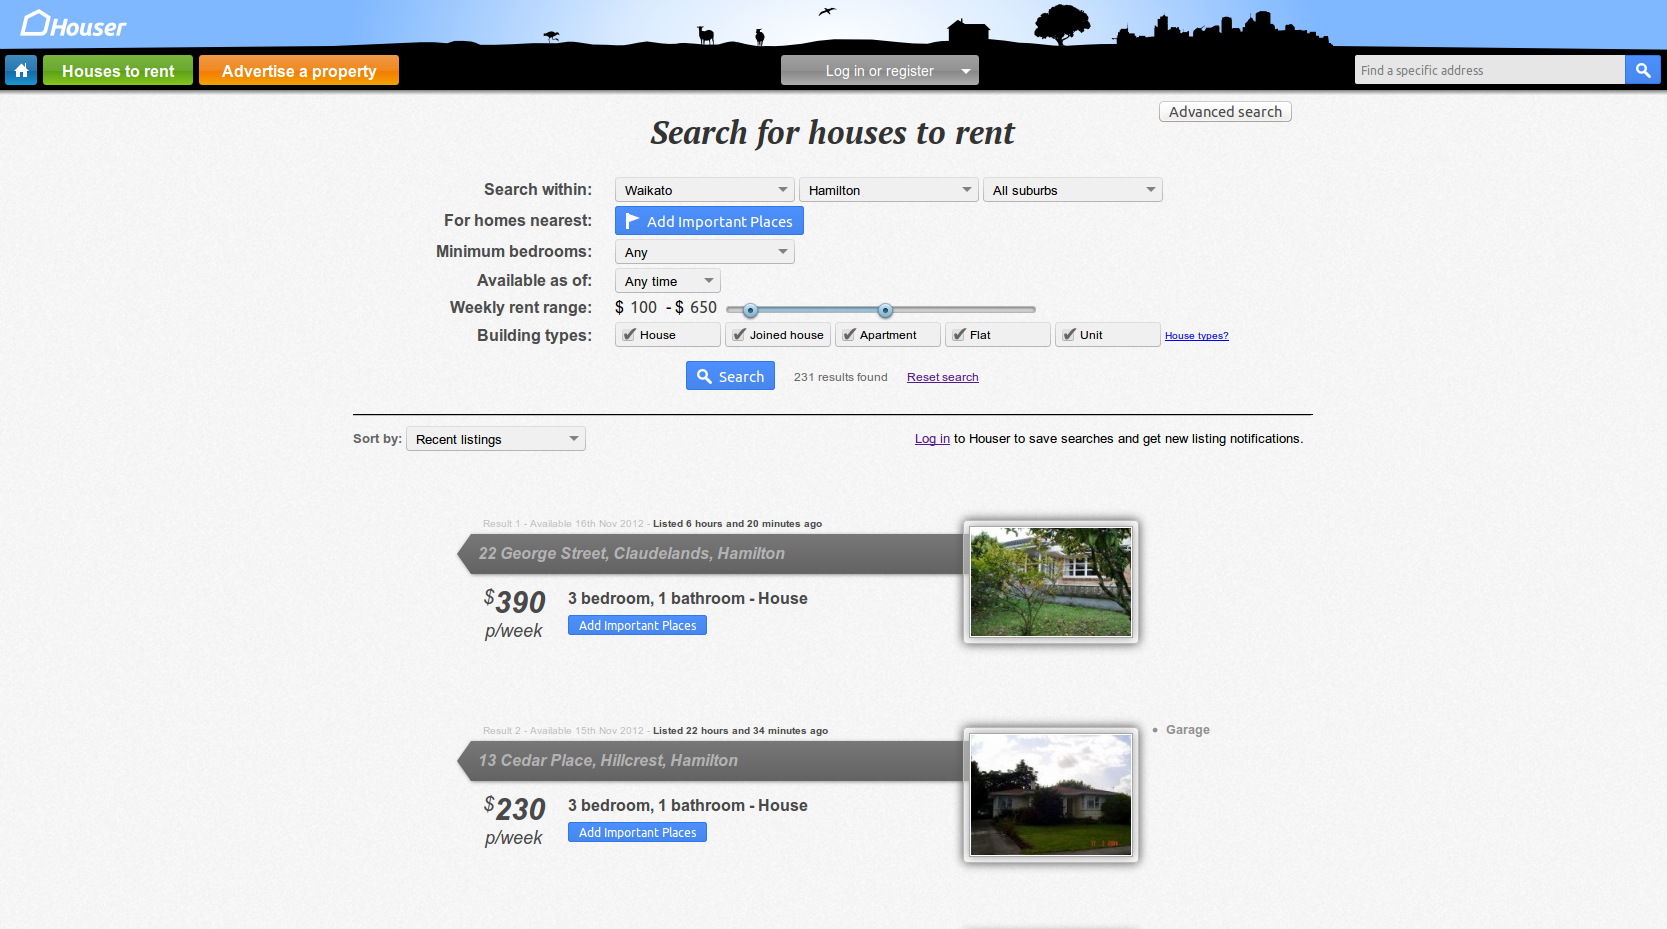 Houser
Houses to rent
Advertise a property
Log in or register
Find a specific address
Advanced search
Search for houses to rent
Search within: Waikato Hamilton All suburbs
For homes nearest: Add Important Places
Minimum bedrooms: Any
Available as of: Any time
Weekly rent range: $ 100 - $ 650
Building types: House Joined house Apartment Flat Unit House types?
Search 231 results found Reset search
Sort by: Recent listings
Log in to Houser to save searches and get new listing notifications.
Result 1 - Available 16th Nov 2012 - Listed 6 hours and 20 minutes ago
22 George Street, Claudelands, Hamilton
$390 3 bedroom, 1 bathroom - House
p/week Add Important Places
Result 2 - Available 15th Nov 2012 - Listed 22 hours and 34 minutes ago
• Garage
13 Cedar Place, Hillcrest, Hamilton
$230 3 bedroom, 1 bathroom - House
p/week Add Important Places